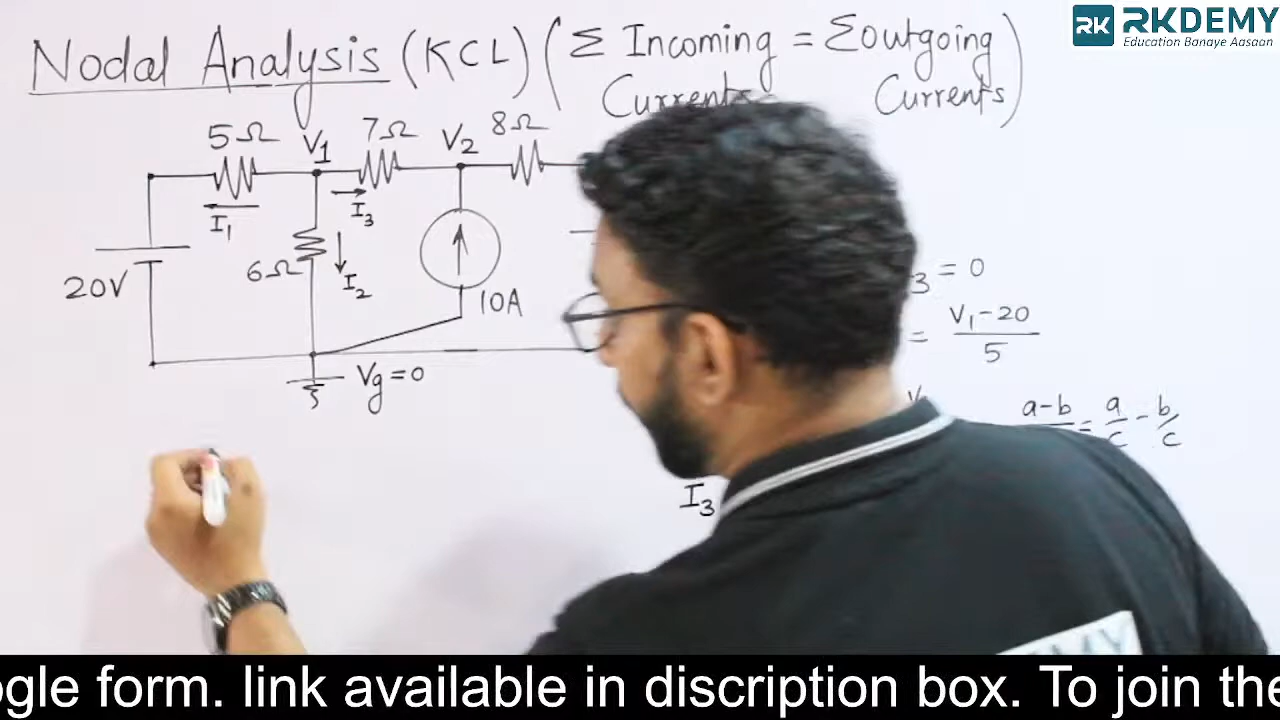 RK RKDEMY
Education Banaye Aasaan
Nodal Analysis (KCL) ( Σ Incoming = Σoutgoing
Currents Currents )
5Ω V1 7Ω V2 8Ω
I1 I3
20V 6Ω I2 10A
Vg=0
3 = 0
= V1-20
5
a-b = a - b
c c
I3
ogle form. link available in discription box. To join the